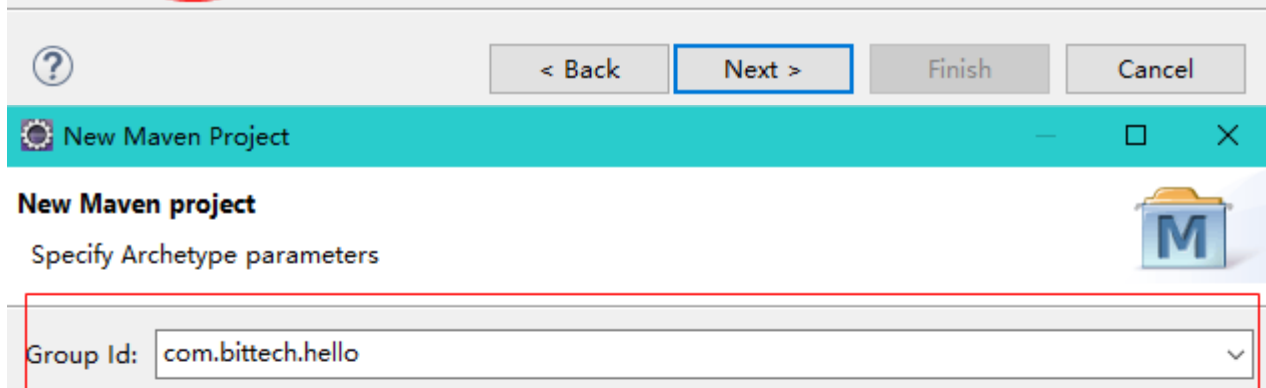 ?
< Back Next > Finish Cancel
New Maven Project
New Maven project
M
Specify Archetype parameters
Group Id: com.bittech.hello